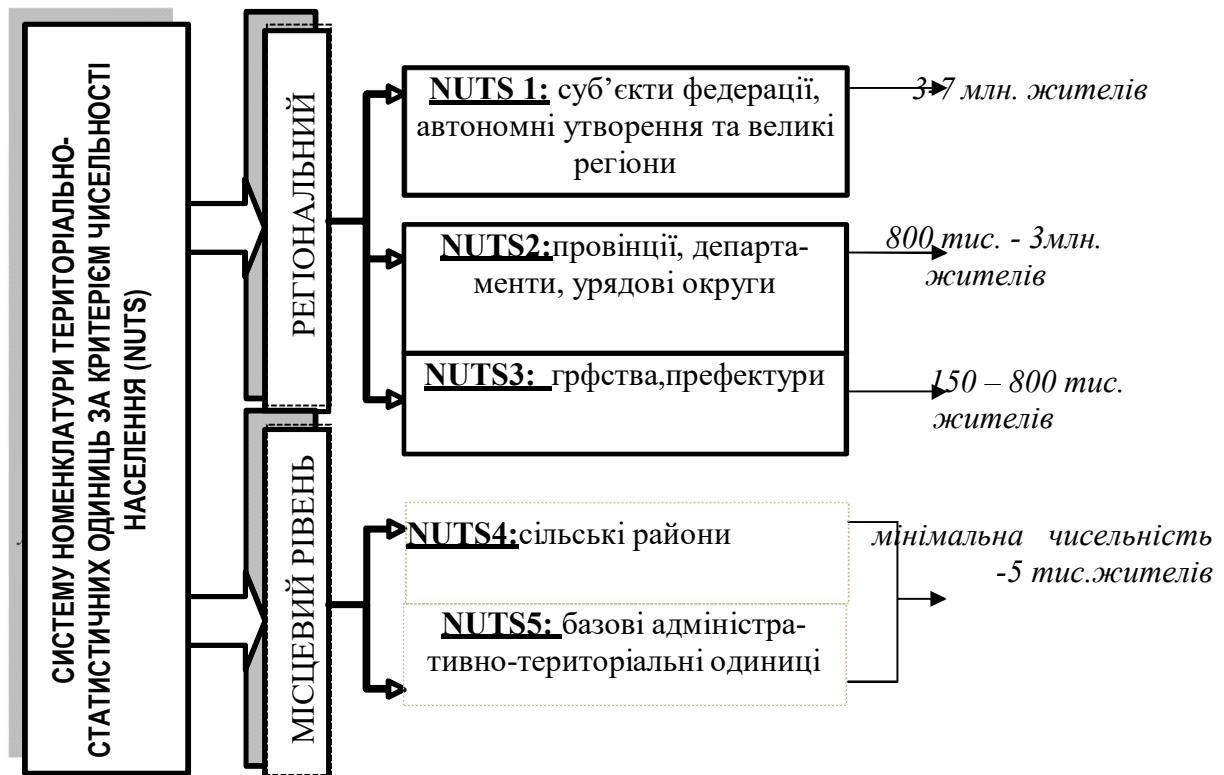 СИСТЕМУ НОМЕНКЛАТУРИ ТЕРИТОРІАЛЬНО-
СТАТИСТИЧНИХ ОДИНИЦЬ ЗА КРИТЕРІЄМ ЧИСЕЛЬНОСТІ
НАСЕЛЕННЯ (NUTS)
РЕГІОНАЛЬНИЙ
NUTS 1: суб’єкти федерації,
автономні утворення та великі
регіони
3-7 млн. жителів
NUTS2:провінції, департа-
менти, урядові округи
800 тис. - 3млн.
жителів
NUTS3: грфства,префектури
150 – 800 тис.
жителів
МІСЦЕВИЙ РІВЕНЬ
NUTS4:сільські райони
NUTS5: базові адміністра-
тивно-територіальні одиниці
мінімальна чисельність
-5 тис.жителів